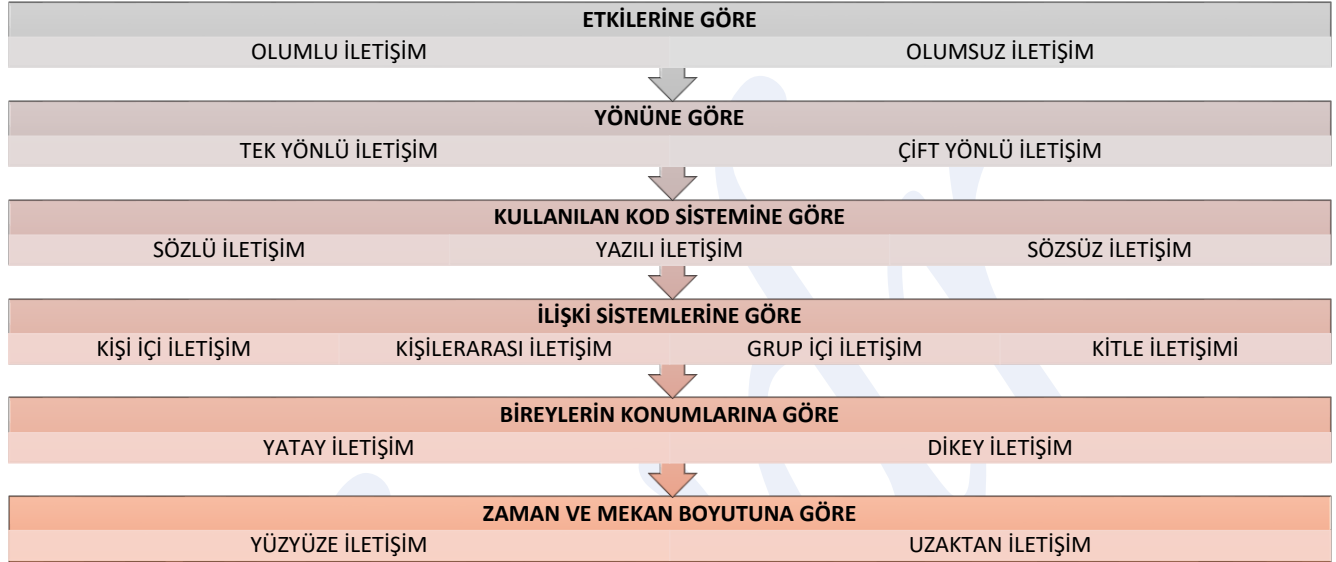 ETKİLERİNE GÖRE
OLUMLU İLETİŞİM OLUMSUZ İLETİŞİM
YÖNÜNE GÖRE
TEK YÖNLÜ İLETİŞİM ÇİFT YÖNLÜ İLETİŞİM
KULLANILAN KOD SİSTEMİNE GÖRE
SÖZLÜ İLETİŞİM YAZILI İLETİŞİM SÖZSÜZ İLETİŞİM
İLİŞKİ SİSTEMLERİNE GÖRE
KİŞİ İÇİ İLETİŞİM KİŞİLERARASI İLETİŞİM GRUP İÇİ İLETİŞİM KİTLE İLETİŞİMİ
BİREYLERİN KONUMLARINA GÖRE
YATAY İLETİŞİM DİKEY İLETİŞİM
ZAMAN VE MEKAN BOYUTUNA GÖRE
YÜZYÜZE İLETİŞİM UZAKTAN İLETİŞİM